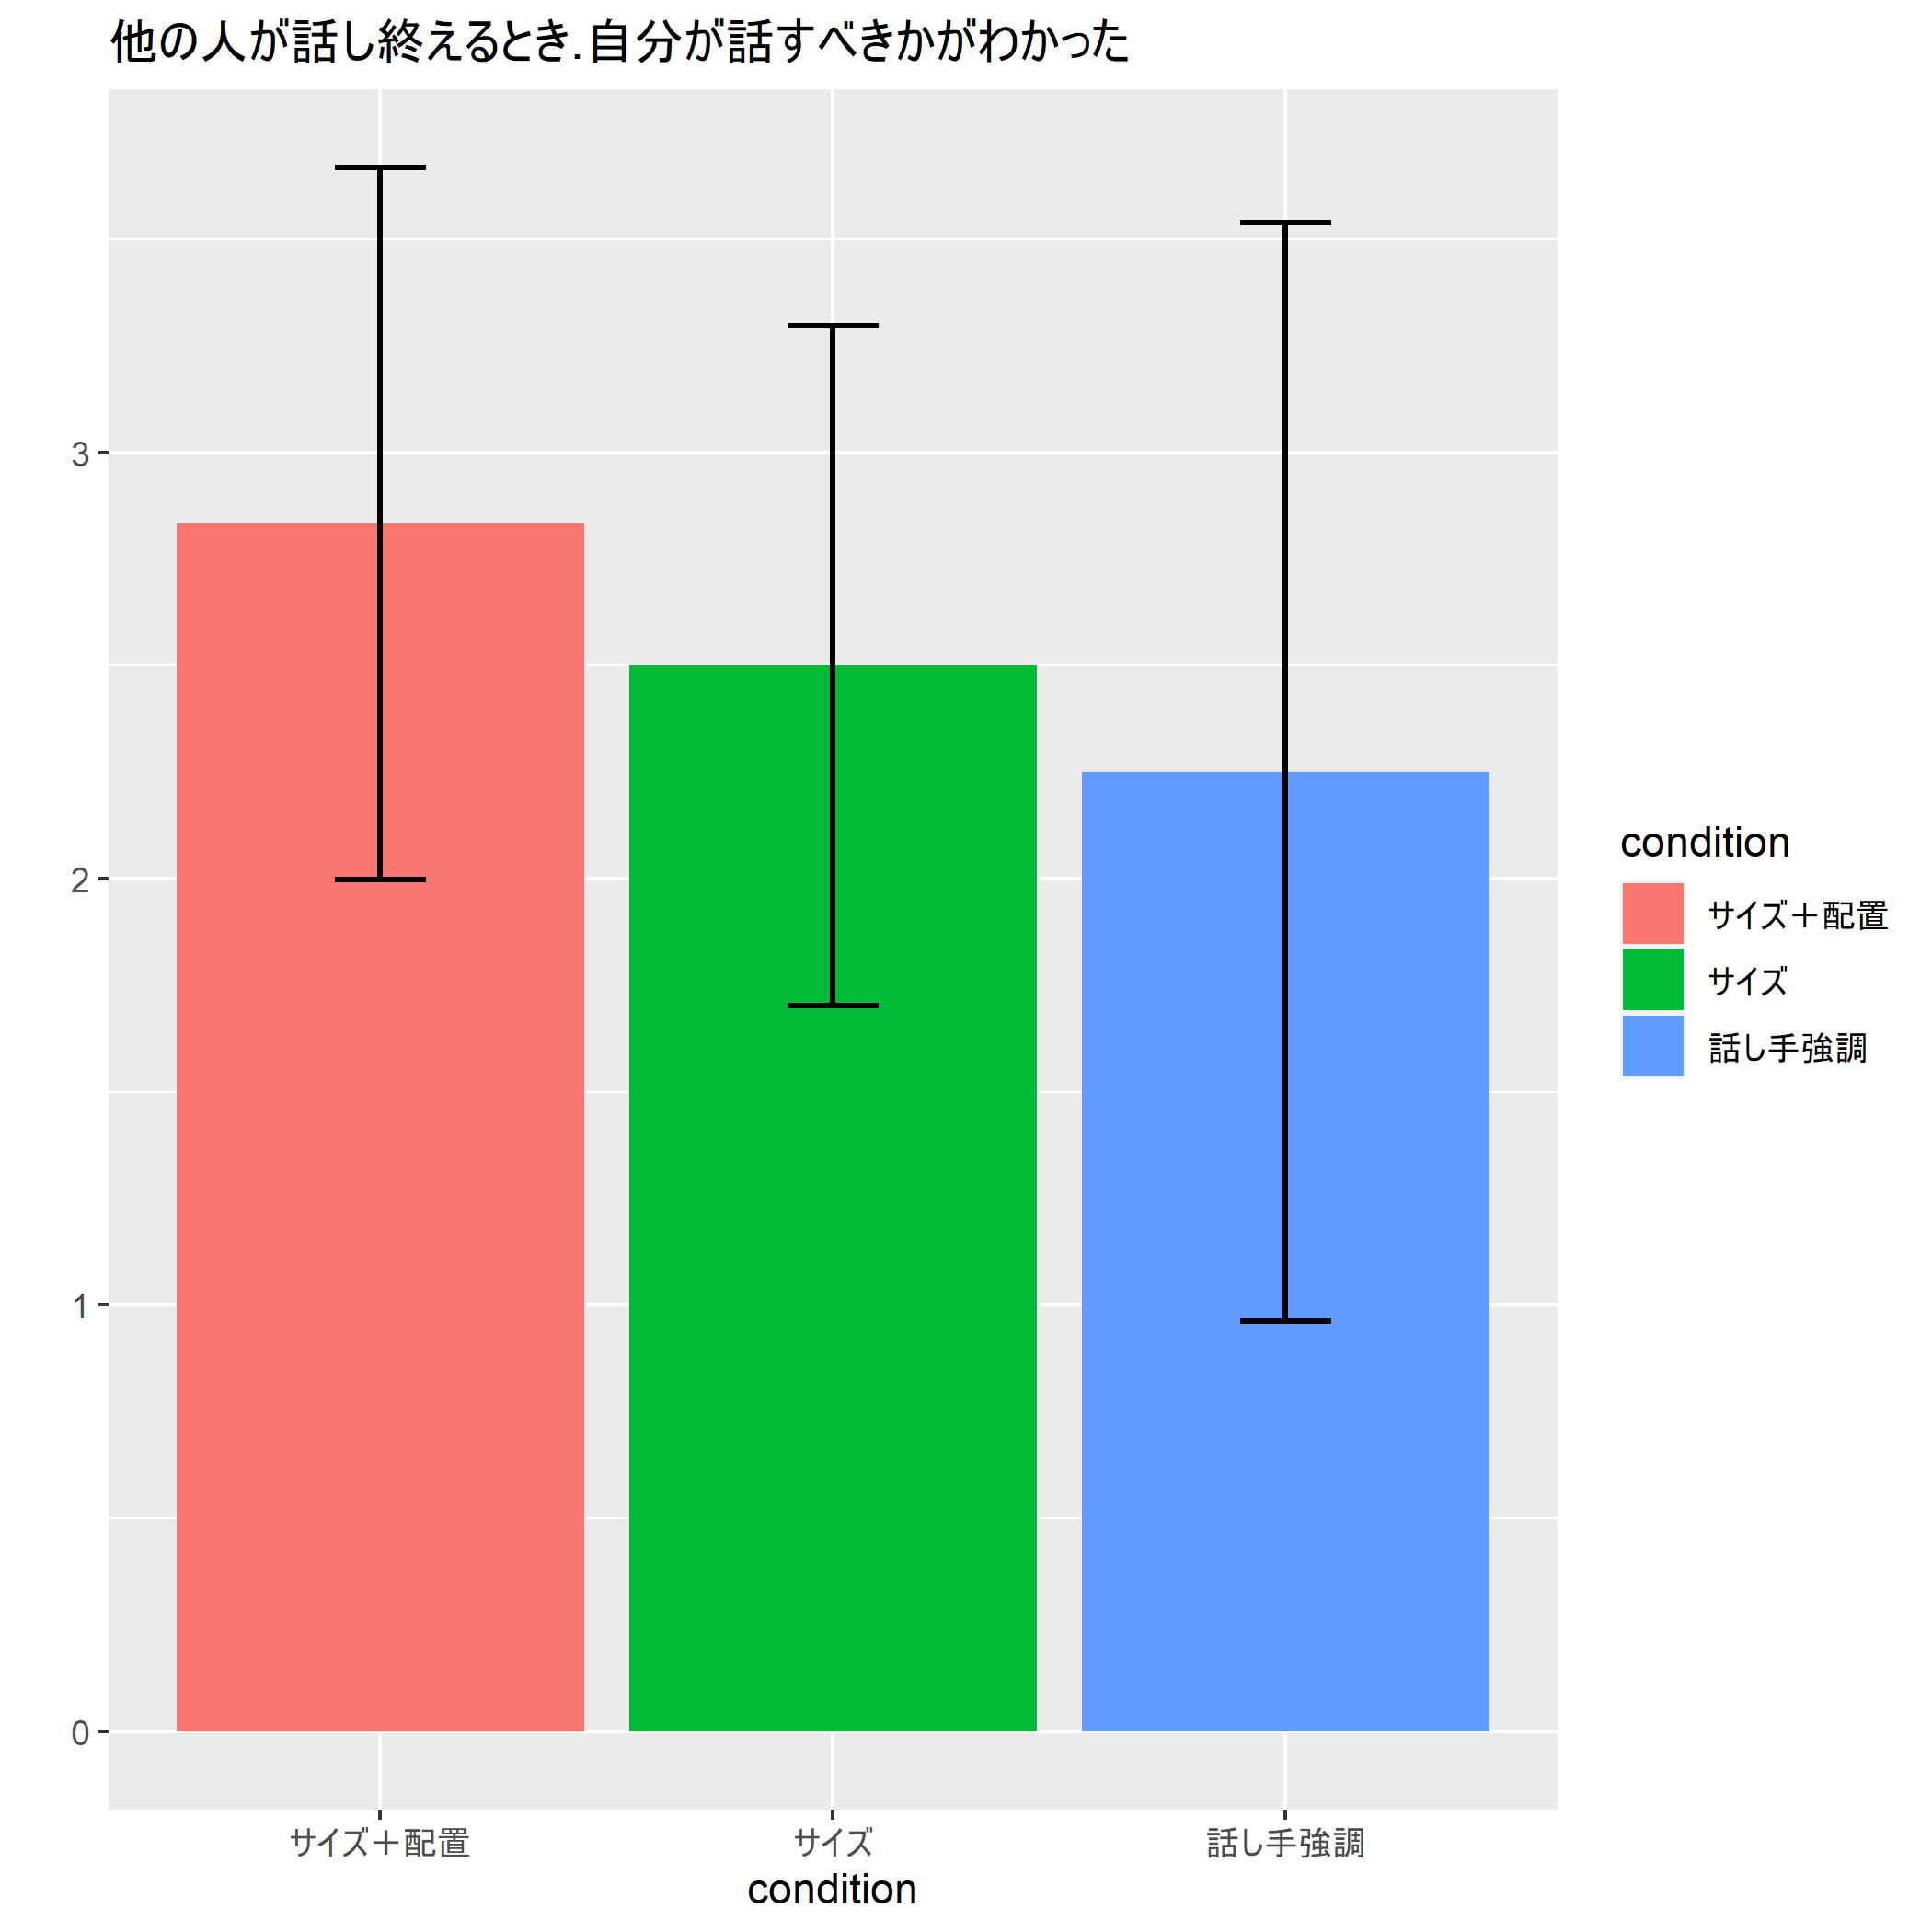 他の人が話し終えるとき.自分が話すべきかがわかった
3
2
1
0
サイズ＋配置
サイズ
話し手強調
condition
condition
サイズ＋配置
サイズ
話し手強調